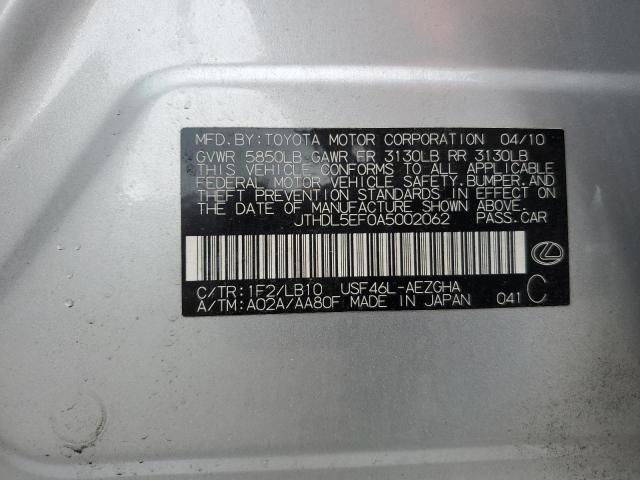 MFD. BY: TOYOTA MOTOR CORPORATION 04/10
GVWR 5850LB GAWR FR 3130LB RR 3130LB
THIS VEHICLE CONFORMS TO ALL APPLICABLE
FEDERAL MOTOR VEHICLE SAFETY,BUMPER, AND
THEFT PREVENTION STANDARDS IN EFFECT ON
THE DATE OF MANUFACTURE SHOWN ABOVE.
JTHDL5EF0A5002062 PASS.CAR
C/TR:1F2/LB10 USF46L-AEZGHA
A/TM:A02A/AA80F MADE IN JAPAN 041 C